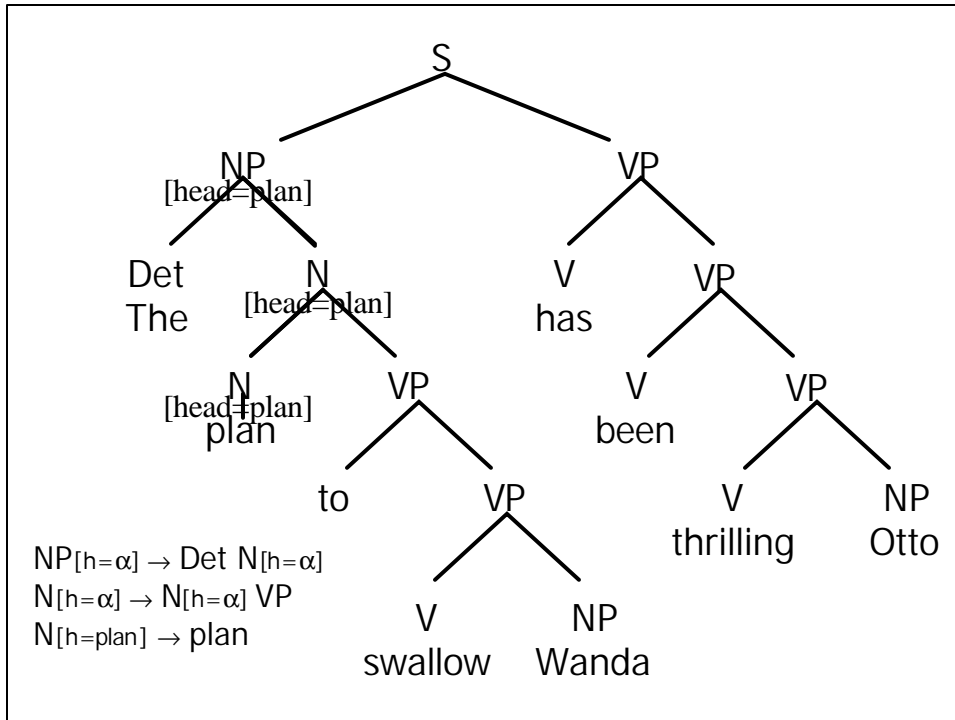 S
NP VP
[head=plan]
Det N V VP
The [head=plan] has
N VP V VP
[head=plan]
plan been
to VP V NP
thrilling Otto
NP[h=α] → Det N[h=α]
N[h=α] → N[h=α] VP
N[h=plan] → plan
V NP
swallow Wanda